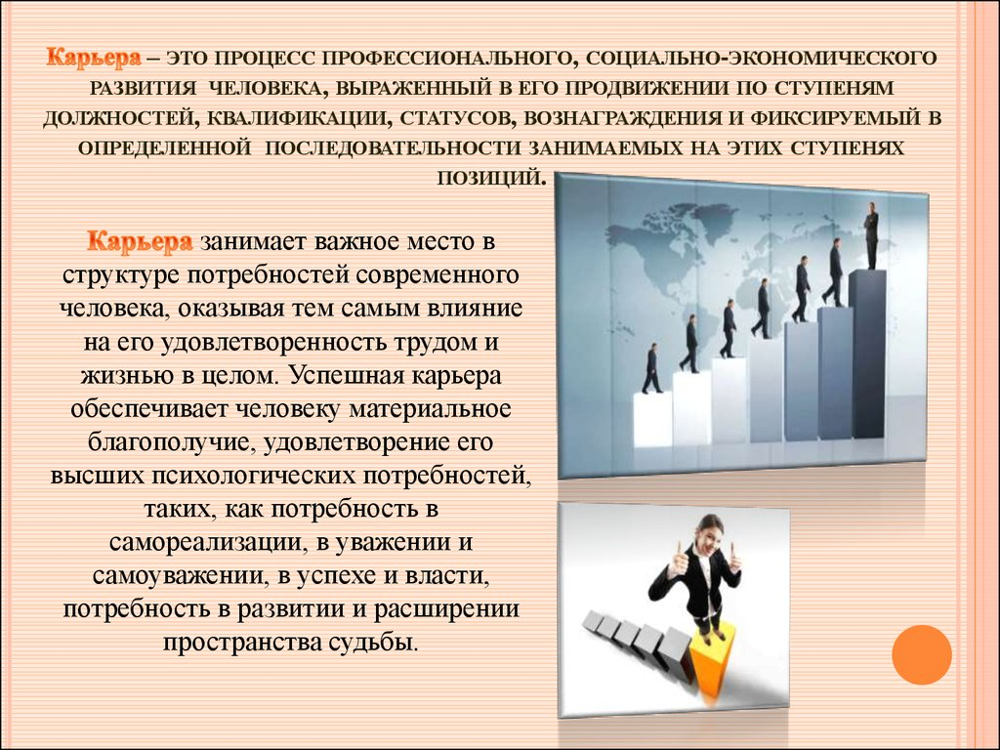 Карьера – это процесс профессионального, социально-экономического
развития человека, выраженный в его продвижении по ступеням
должностей, квалификации, статусов, вознаграждения и фиксируемый в
определенной последовательности занимаемых на этих ступенях
позиций.
Карьера занимает важное место в
структуре потребностей современного
человека, оказывая тем самым влияние
на его удовлетворенность трудом и
жизнью в целом. Успешная карьера
обеспечивает человеку материальное
благополучие, удовлетворение его
высших психологических потребностей,
таких, как потребность в
самореализации, в уважении и
самоуважении, в успехе и власти,
потребность в развитии и расширении
пространства судьбы.